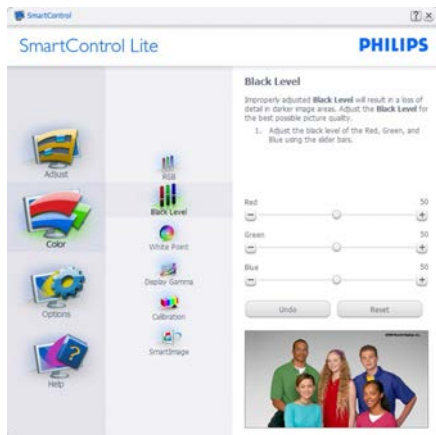 SmartControl
SmartControl Lite
PHILIPS
Adjust
Color
Options
Help
RGB
Black Level
White Point
Display Gamma
Calibration
SmartImage
Black Level
Improperly adjusted Black Level will result in a loss of
detail in darker image areas. Adjust the Black Level for
the best possible picture quality.
1. Adjust the black level of the Red, Green, and
Blue using the slider bars.
Red 50
Green 50
Blue 50
Undo Reset